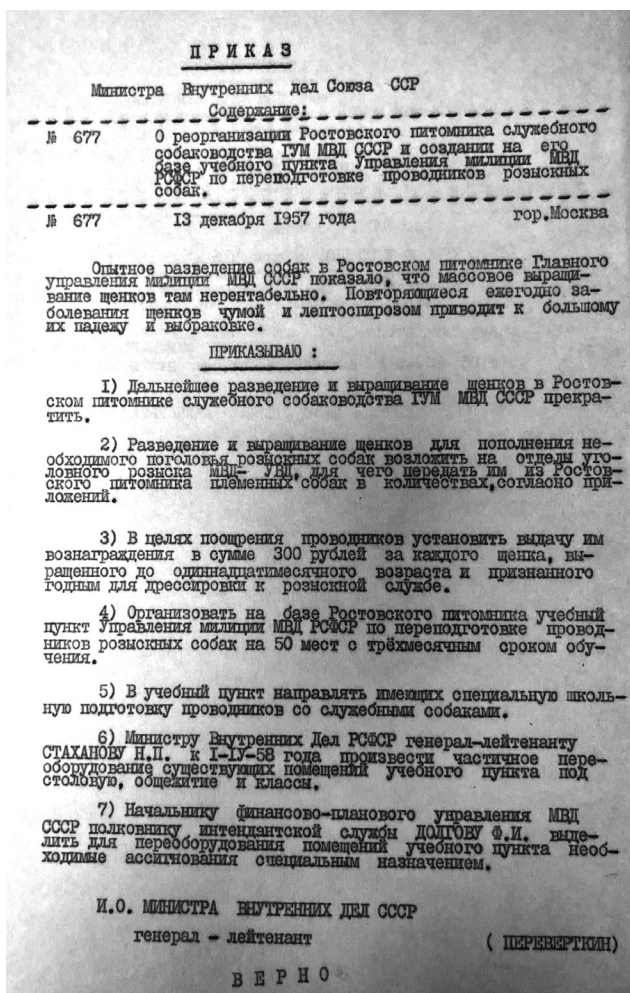 ПРИКАЗ
Министра Внутренних дел Союза ССР
Содержание:
№ 677 О реорганизации Ростовского питомника служебного
собаководства ГУМ МВД СССР и создании на его
базе учебного пункта Управления милиции МВД
РСФСР по переподготовке проводников розыскных
собак.
№ 677 13 декабря 1957 года гор.Москва
Опытное разведение собак в Ростовском питомнике Главного
управления милиции МВД СССР показало, что массовое выращи-
вание щенков там нерентабельно. Повторяющиеся ежегодно за-
болевания щенков чумой и лептоспирозом приводит к большому
их падежу и выбраковке.
ПРИКАЗЫВАЮ :
1) Дальнейшее разведение и выращивание щенков в Ростов-
ском питомнике служебного собаководства ГУМ МВД СССР прекра-
тить.
2) Разведение и выращивание щенков для пополнения не-
обходимого поголовья розыскных собак возложить на отделы уго-
ловного розыска МВД- УВД, для чего передать им из Ростов-
ского питомника племенных собак в количествах,согласно при-
ложений.
3) В целях поощрения проводников установить выдачу им
вознаграждения в сумме 300 рублей за каждого щенка, вы-
ращенного до одиннадцатимесячного возраста и признанного
годным для дрессировки к розыскной службе.
4) Организовать на базе Ростовского питомника учебный
пункт Управления милиции МВД РСФСР по переподготовке провод-
ников розыскных собак на 50 мест с трёхмесячным сроком обу-
чения.
5) В учебный пункт направлять имеющих специальную школь-
ную подготовку проводников со служебными собаками.
6) Министру Внутренних Дел РСФСР генерал-лейтенанту
СТАХАНОВУ Н.П. к I-IУ-58 года произвести частичное пере-
оборудование существующих помещений учебного пункта под
столовую, общежитие и классы.
7) Начальнику финансово-планового управления МВД
СССР полковнику интендантской службы ДОЛГОВУ Ф.И. выде-
лить для переоборудования помещений учебного пункта необ-
ходимые ассигнования специальным назначением.
И.О. МИНИСТРА ВНУТРЕННИХ ДЕЛ СССР
генерал - лейтенант ( ПЕРЕВЕРТКИН)
ВЕРНО